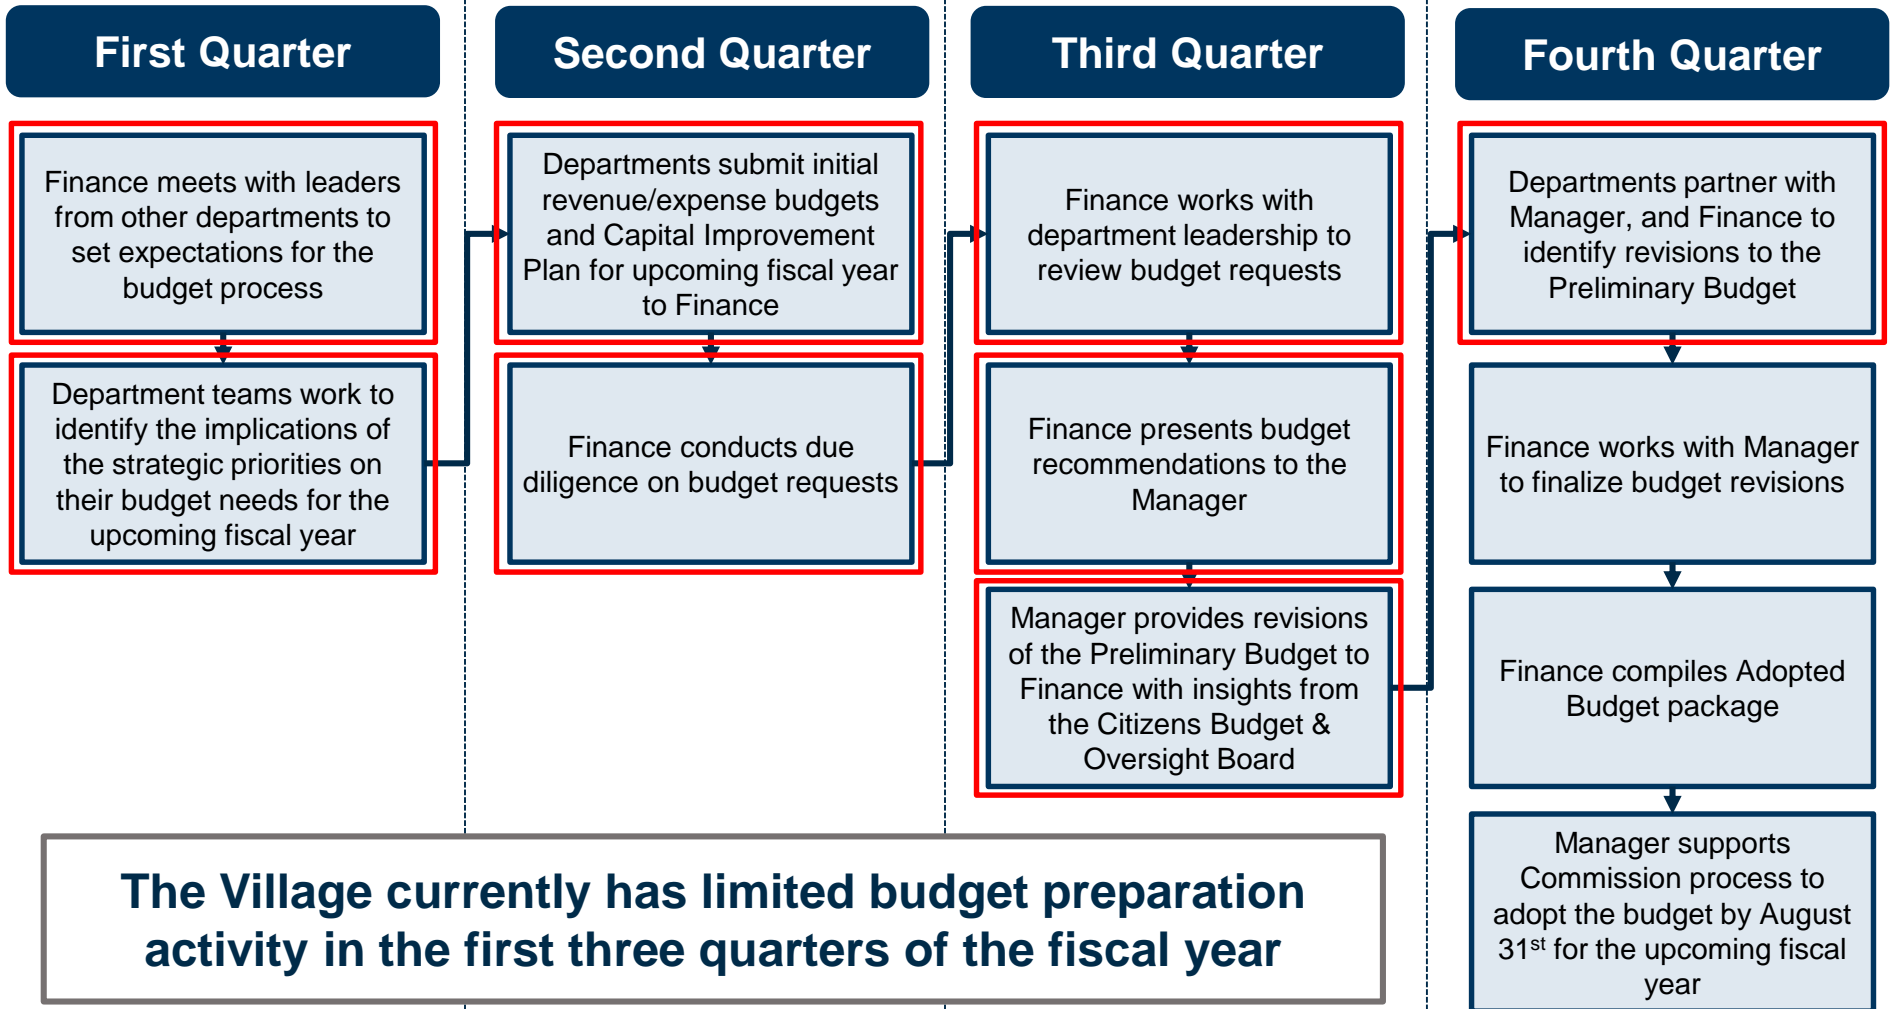 First Quarter
Finance meets with leaders
from other departments to
set expectations for the
budget process
Department teams work to
identify the implications of
the strategic priorities on
their budget needs for the
upcoming fiscal year
Second Quarter
Departments submit initial
revenue/expense budgets
and Capital Improvement
Plan for upcoming fiscal year
to Finance
Finance conducts due
diligence on budget requests
Third Quarter
Finance works with
department leadership to
review budget requests
Finance presents budget
recommendations to the
Manager
Manager provides revisions
of the Preliminary Budget to
Finance with insights from
the Citizens Budget &
Oversight Board
Fourth Quarter
Departments partner with
Manager, and Finance to
identify revisions to the
Preliminary Budget
Finance works with Manager
to finalize budget revisions
Finance compiles Adopted
Budget package
Manager supports
Commission process to
adopt the budget by August
31st for the upcoming fiscal
year
The Village currently has limited budget preparation
activity in the first three quarters of the fiscal year